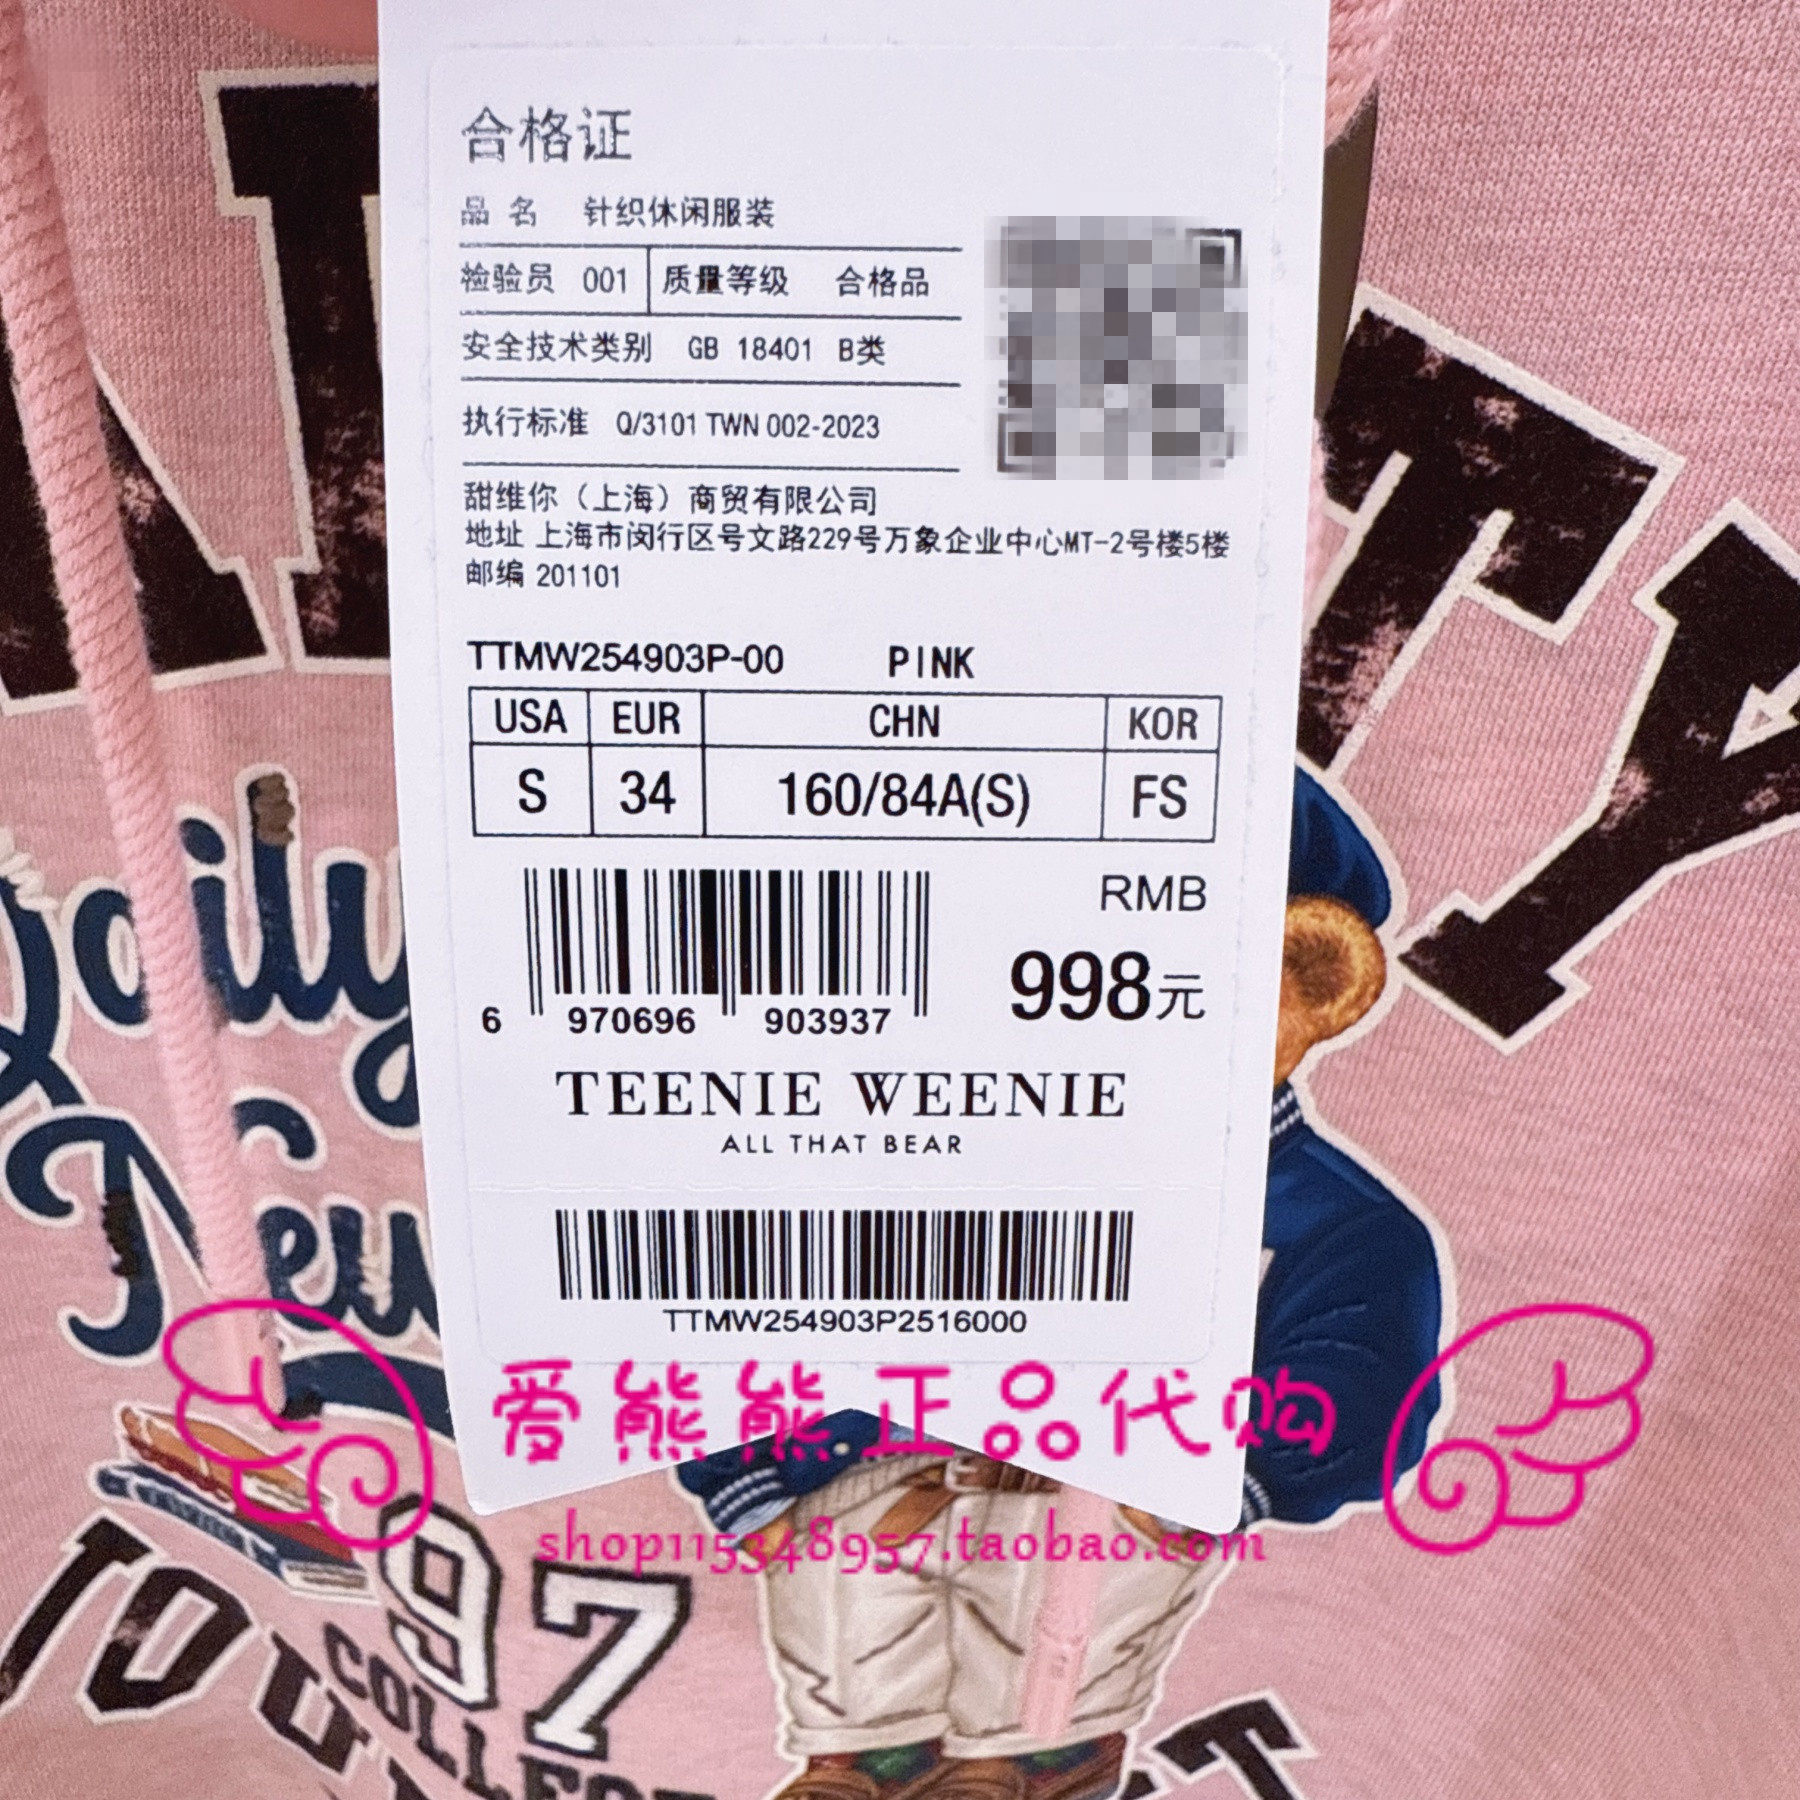 合格证
品 名 针织休闲服装
检验员 001 质量等级 合格品
安全技术类别 GB 18401 B类
执行标准 Q/3101 TWN 002-2023
甜维你（上海）商贸有限公司
地址 上海市闵行区号文路229号万象企业中心MT-2号楼5楼
邮编 201101
TTMW254903P-00 PINK
USA EUR CHN KOR
S 34 160/84A(S) FS
RMB
998元
6 970696 903937
TEENIE WEENIE
ALL THAT BEAR
TTMW254903P2516000
爱熊熊正品代购
shop115348957.taobao.com
TY
Daily
New
97